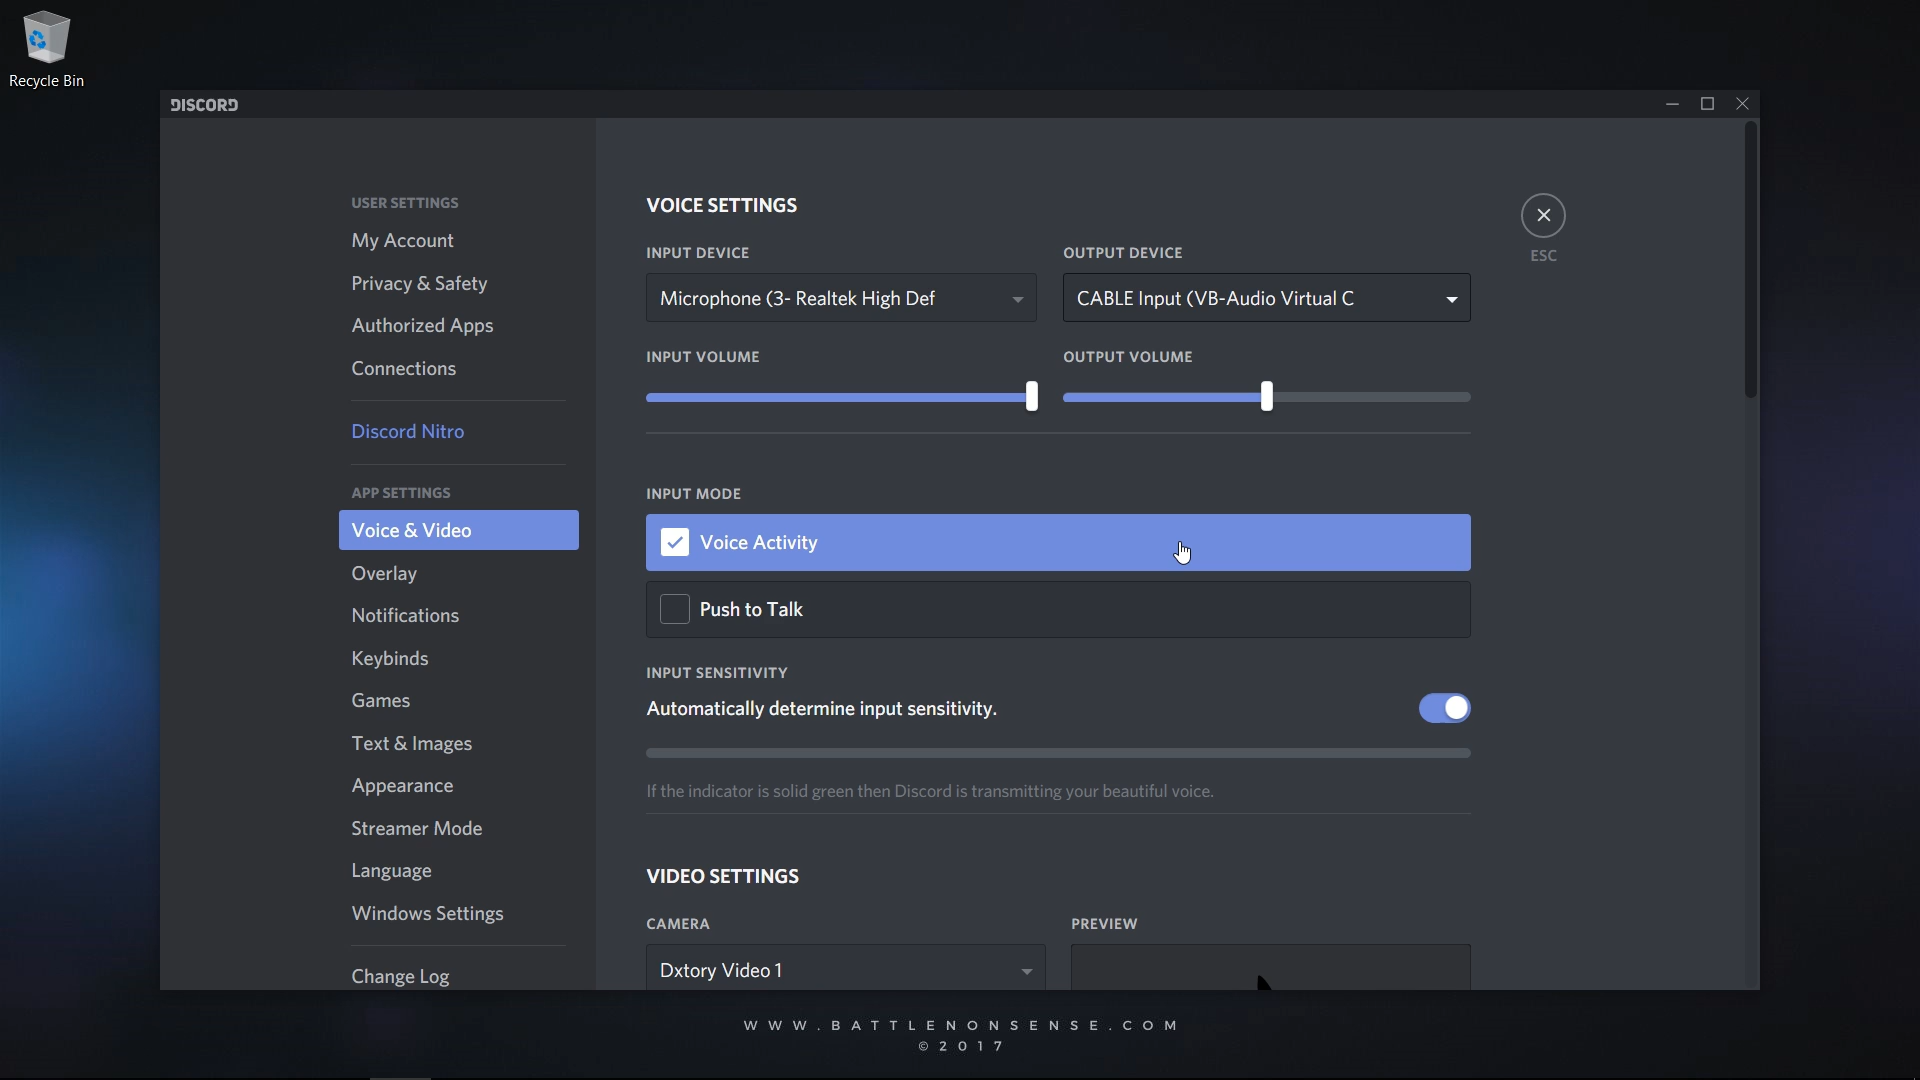 Recycle Bin
DISCORD
USER SETTINGS
My Account
Privacy & Safety
Authorized Apps
Connections
Discord Nitro
APP SETTINGS
Voice & Video
Overlay
Notifications
Keybinds
Games
Text & Images
Appearance
Streamer Mode
Language
Windows Settings
Change Log
VOICE SETTINGS
INPUT DEVICE
Microphone (3- Realtek High Def
OUTPUT DEVICE
CABLE Input (VB-Audio Virtual C
INPUT VOLUME
OUTPUT VOLUME
INPUT MODE
Voice Activity
Push to Talk
INPUT SENSITIVITY
Automatically determine input sensitivity.
If the indicator is solid green then Discord is transmitting your beautiful voice.
VIDEO SETTINGS
CAMERA
Dxtory Video 1
PREVIEW
ESC
WWW.BATTLENONSENSE.COM
© 2017